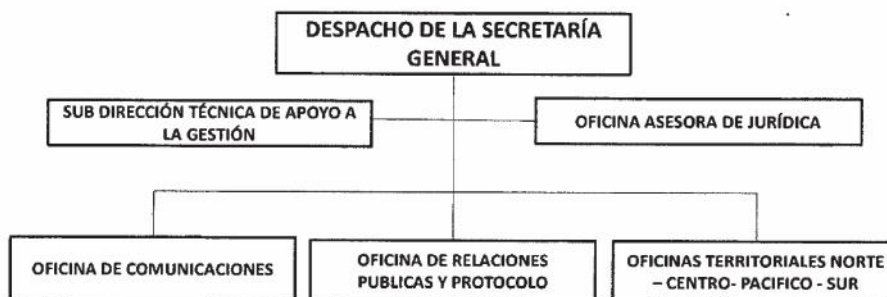 DESPACHO DE LA SECRETARÍA
GENERAL
SUB DIRECCIÓN TÉCNICA DE APOYO A
LA GESTIÓN
OFICINA ASESORA DE JURÍDICA
OFICINA DE COMUNICACIONES
OFICINA DE RELACIONES
PUBLICAS Y PROTOCOLO
OFICINAS TERRITORIALES NORTE
– CENTRO- PACIFICO - SUR